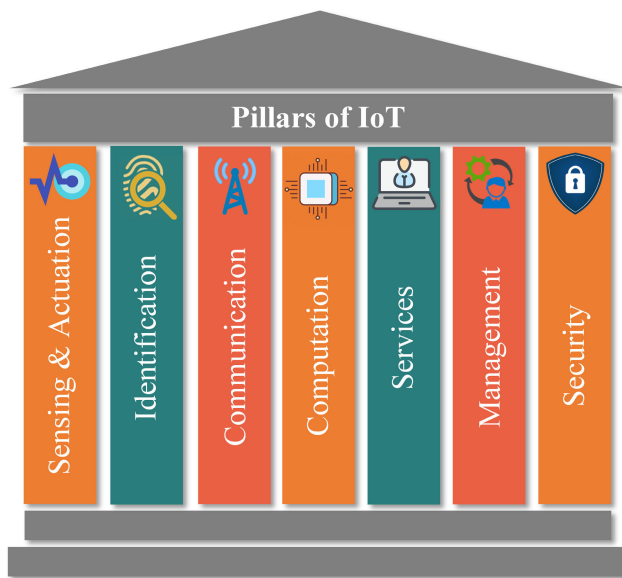 Pillars of IoT
Sensing & Actuation
Identification
Communication
Computation
Services
Management
Security